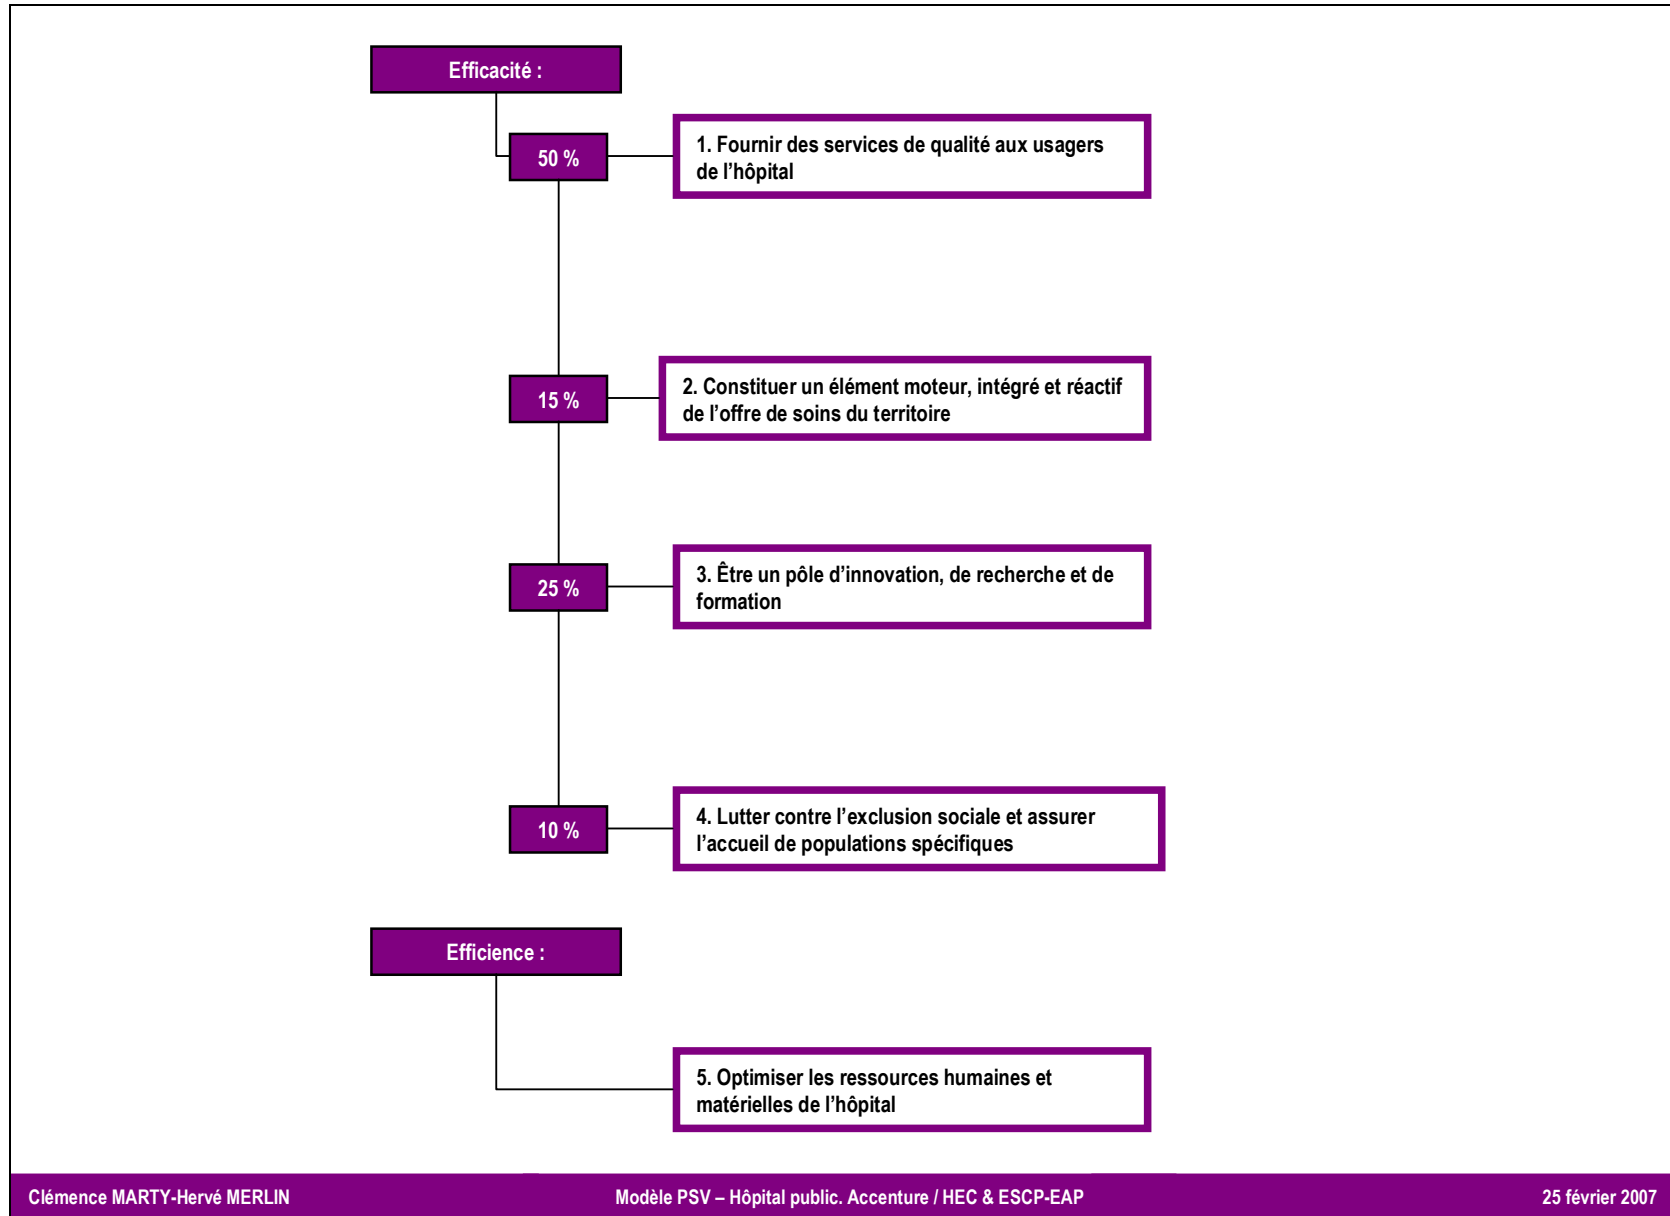 Efficacité :
50 %
1. Fournir des services de qualité aux usagers
de l’hôpital
15 %
2. Constituer un élément moteur, intégré et réactif
de l’offre de soins du territoire
25 %
3. Être un pôle d’innovation, de recherche et de
formation
10 %
4. Lutter contre l’exclusion sociale et assurer
l’accueil de populations spécifiques
Efficience :
5. Optimiser les ressources humaines et
matérielles de l’hôpital
Clémence MARTY-Hervé MERLIN
Modèle PSV – Hôpital public. Accenture / HEC & ESCP-EAP
25 février 2007